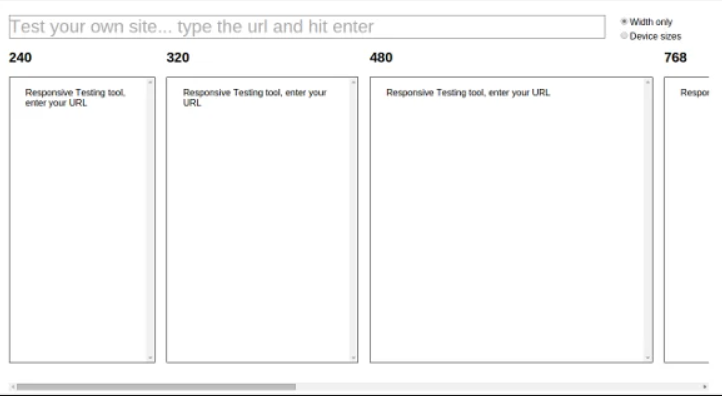 Test your own site... type the url and hit enter
Width only
Device sizes
240
320
480
768
Responsive Testing tool,
enter your URL
Responsive Testing tool, enter your
URL
Responsive Testing tool, enter your URL
Respor